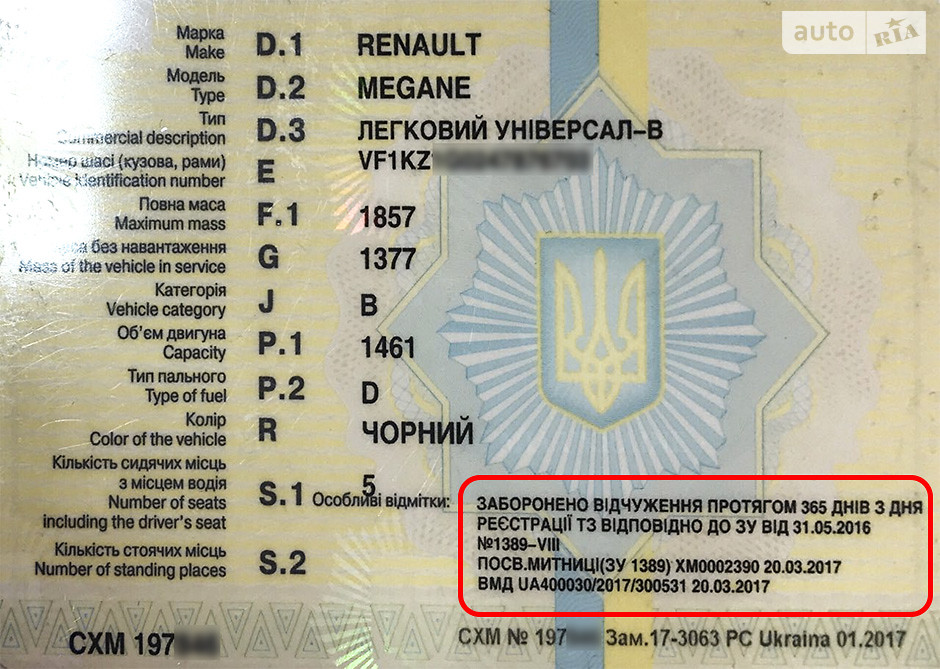 auto RIA
Марка
Make D.1 RENAULT
Модель
Type D.2 MEGANE
Тип
Commercial description D.3 ЛЕГКОВИЙ УНІВЕРСАЛ-В
Номер шасі (кузова, рами)
Vehicle identification number E VF1KZ
Повна маса
Maximum mass F.1 1857
без навантаження
Mass of the vehicle in service G 1377
Категорія
Vehicle category J B
Об'єм двигуна
Capacity P.1 1461
Тип пального
Type of fuel P.2 D
Колір
Color of the vehicle R ЧОРНИЙ
Кількість сидячих місць
з місцем водія
Number of seats
including the driver's seat S.1 5
Особливі відмітки:
ЗАБОРОНЕНО ВІДЧУЖЕННЯ ПРОТЯГОМ 365 ДНІВ З ДНЯ
РЕЄСТРАЦІЇ ТЗ ВІДПОВІДНО ДО ЗУ ВІД 31.05.2016
№1389-VIII
ПОСВ.МИТНИЦІ(ЗУ 1389) ХМ0002390 20.03.2017
ВМД UA400030/2017/300531 20.03.2017
Кількість стоячих місць
Number of standing places S.2
СХМ 197
СХМ № 197 Зам.17-3063 РС Ukraina 01.2017